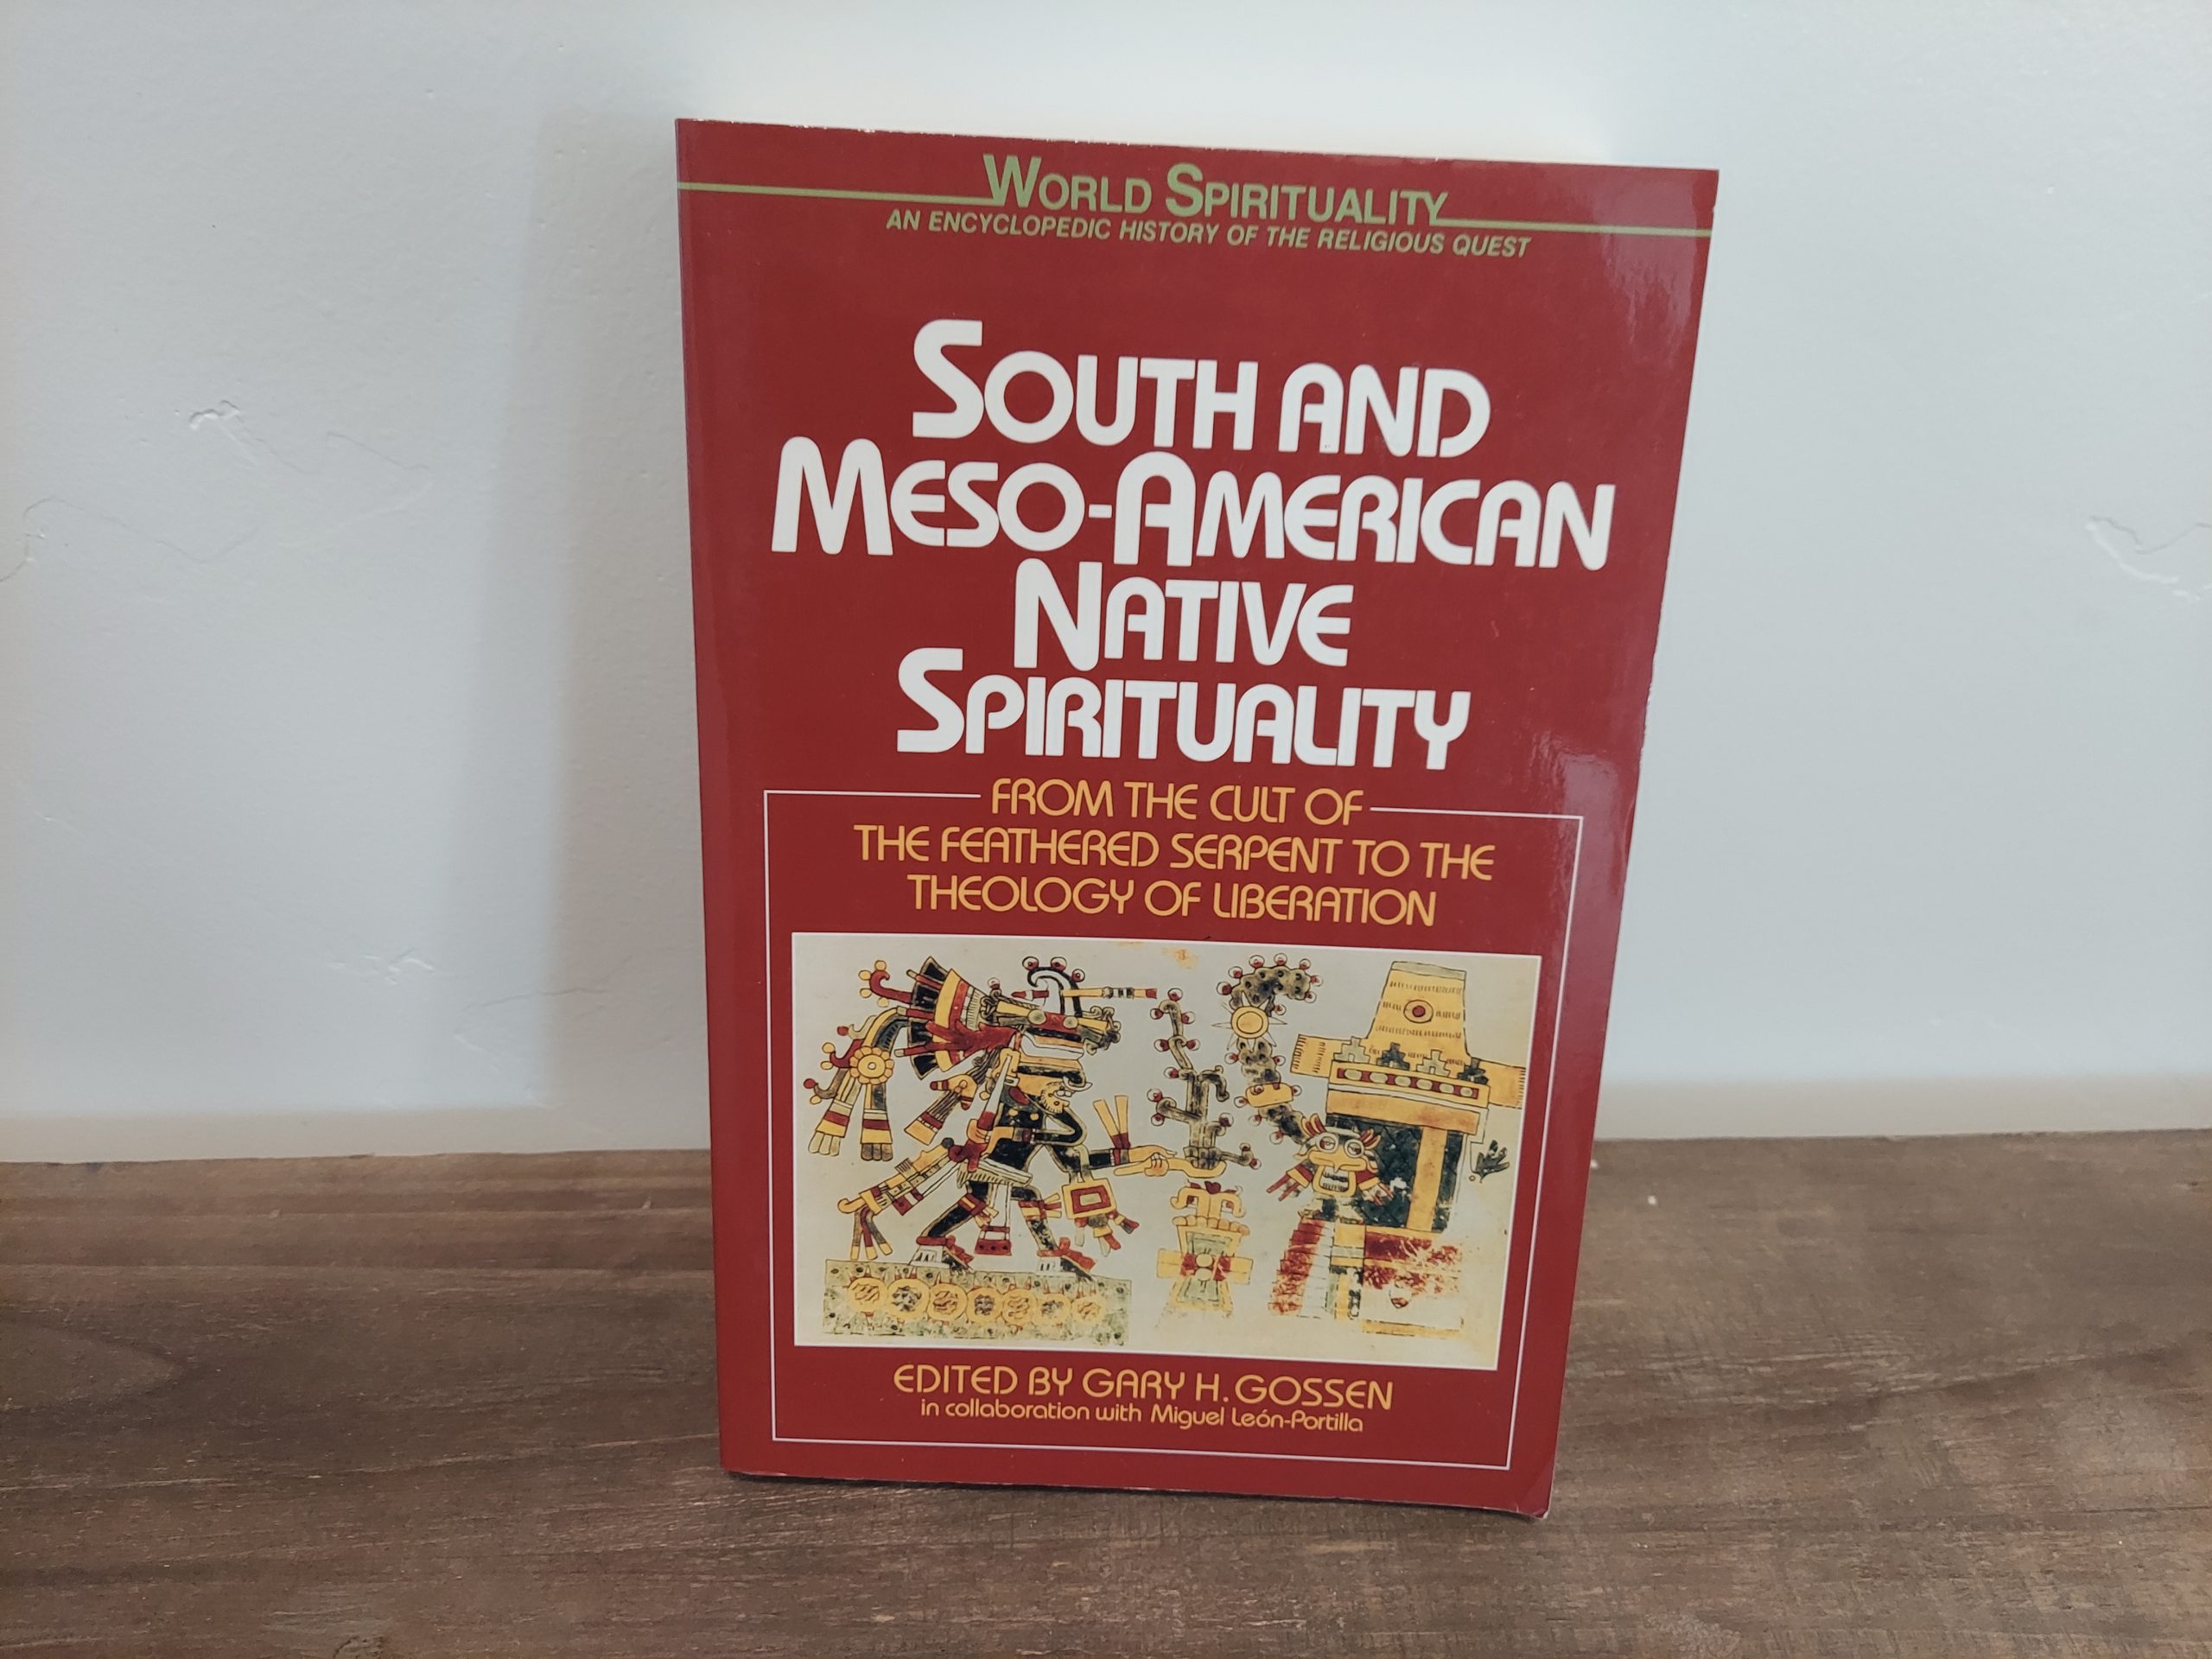 WORLD SPIRITUALITY
AN ENCYCLOPEDIC HISTORY OF THE RELIGIOUS QUEST
SOUTH AND
MESO-AMERICAN
NATIVE
SPIRITUALITY
FROM THE CULT OF
THE FEATHERED SERPENT TO THE
THEOLOGY OF LIBERATION
EDITED BY GARY H. GOSSEN
in collaboration with Miguel León-Portilla